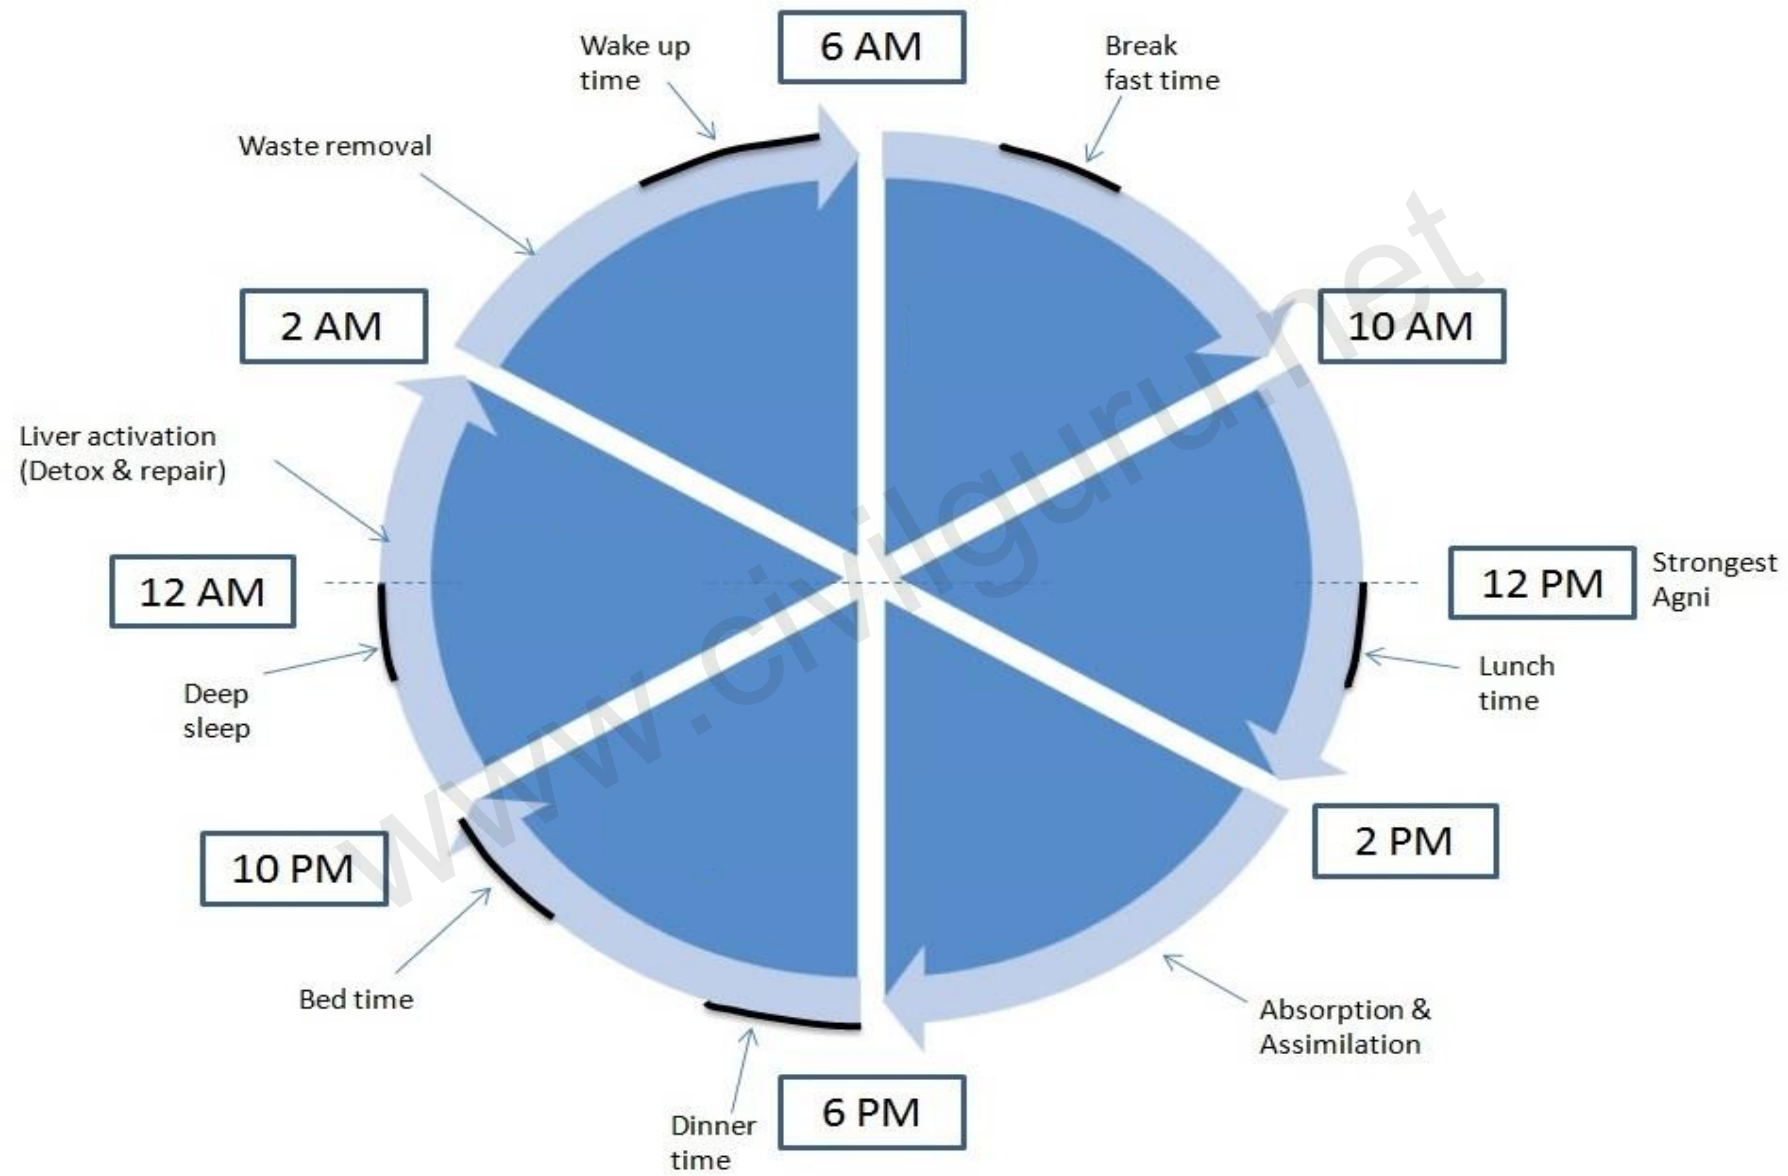 6 AM
Wake up
time
Break
fast time
Waste removal
2 AM
10 AM
Liver activation
(Detox & repair)
12 AM
12 PM
Strongest
Agni
Deep
sleep
Lunch
time
10 PM
2 PM
Bed time
Absorption &
Assimilation
Dinner
time
6 PM
www.civilguru.net